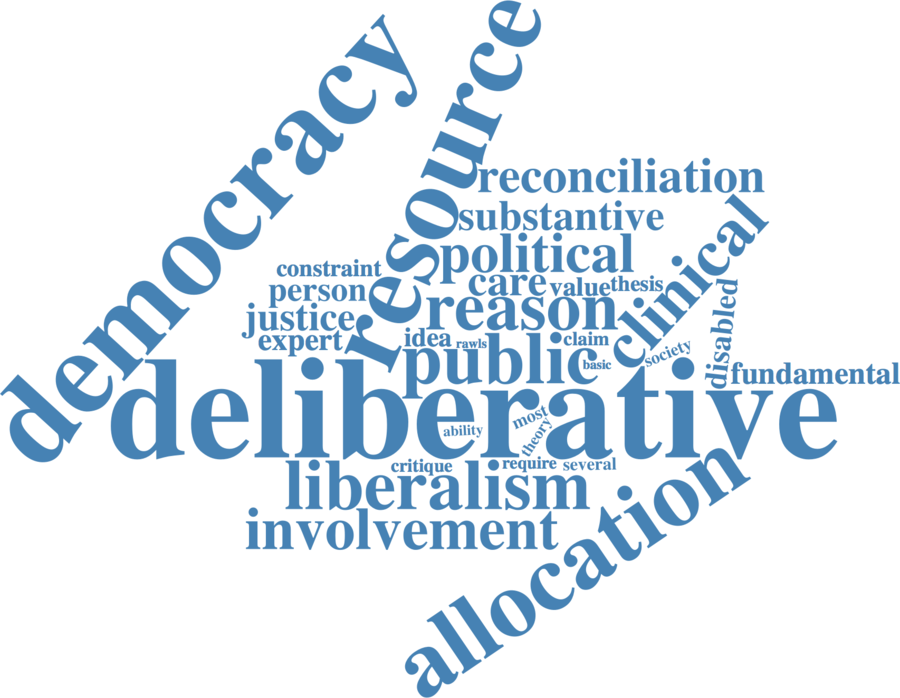 democracy
resource
reconciliation
substantive
political
clinical
constraint
care
value
thesis
person
reason
disabled
justice
expert
idea
rawls
claim
public
basic
society
fundamental
deliberative
ability
most
theory
critique
require
several
liberalism
involvement
allocation